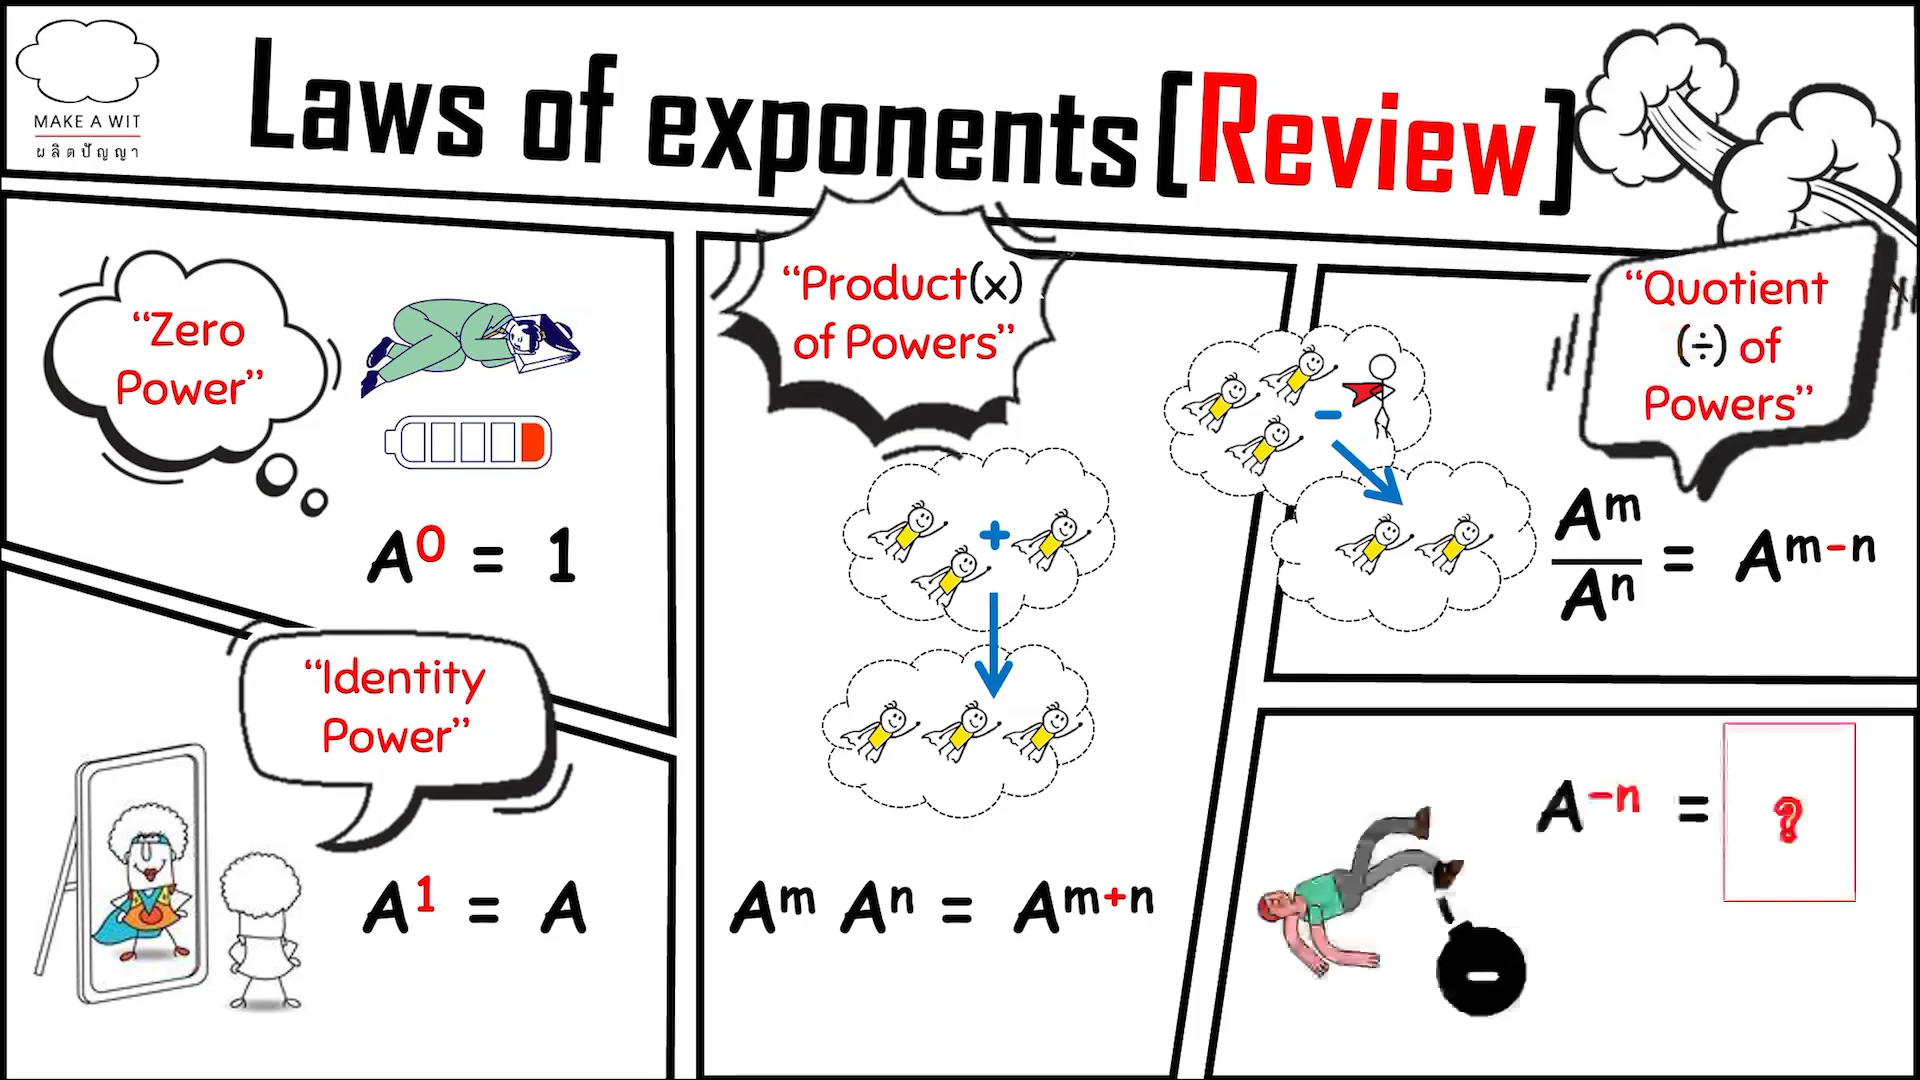 MAKE A WIT
ผลิตปัญญา
Laws of exponents [Review]
“Zero
Power”
A⁰ = 1
“Identity
Power”
A¹ = A
“Product(x)
of Powers”
Aᵐ Aⁿ = Aᵐ⁺ⁿ
“Quotient
(÷) of
Powers”
Aᵐ
Aⁿ = Aᵐ⁻ⁿ
A⁻ⁿ = ?